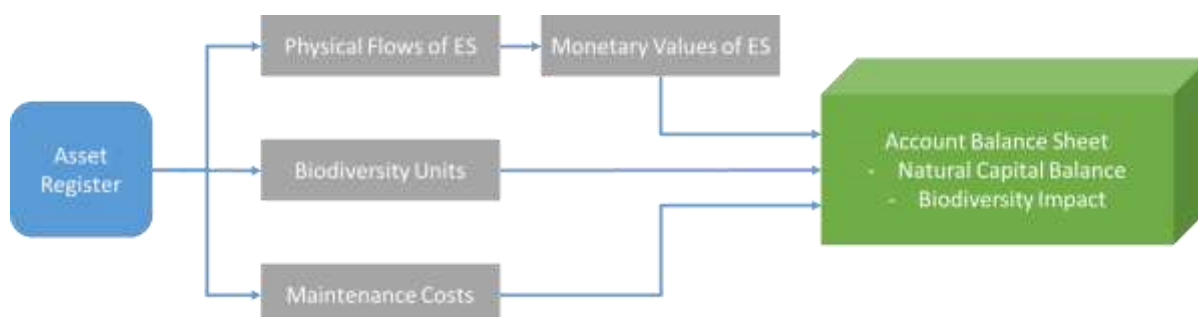 Physical Flows of ES
Monetary Values of ES
Asset
Register
Biodiversity Units
Account Balance Sheet
- Natural Capital Balance
- Biodiversity Impact
Maintenance Costs